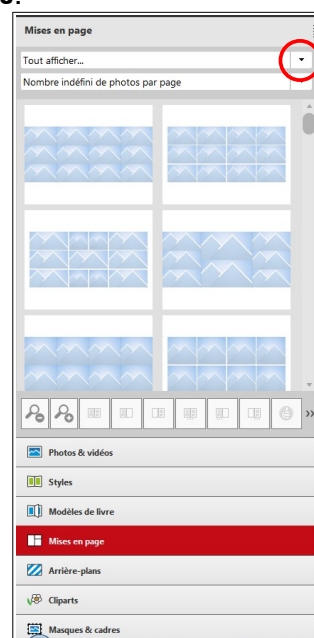 Mises en page
Tout afficher...
Nombre indéfini de photos par page
Photos & vidéos
Styles
Modèles de livre
Mises en page
Arrière-plans
Cliparts
Masques & cadres